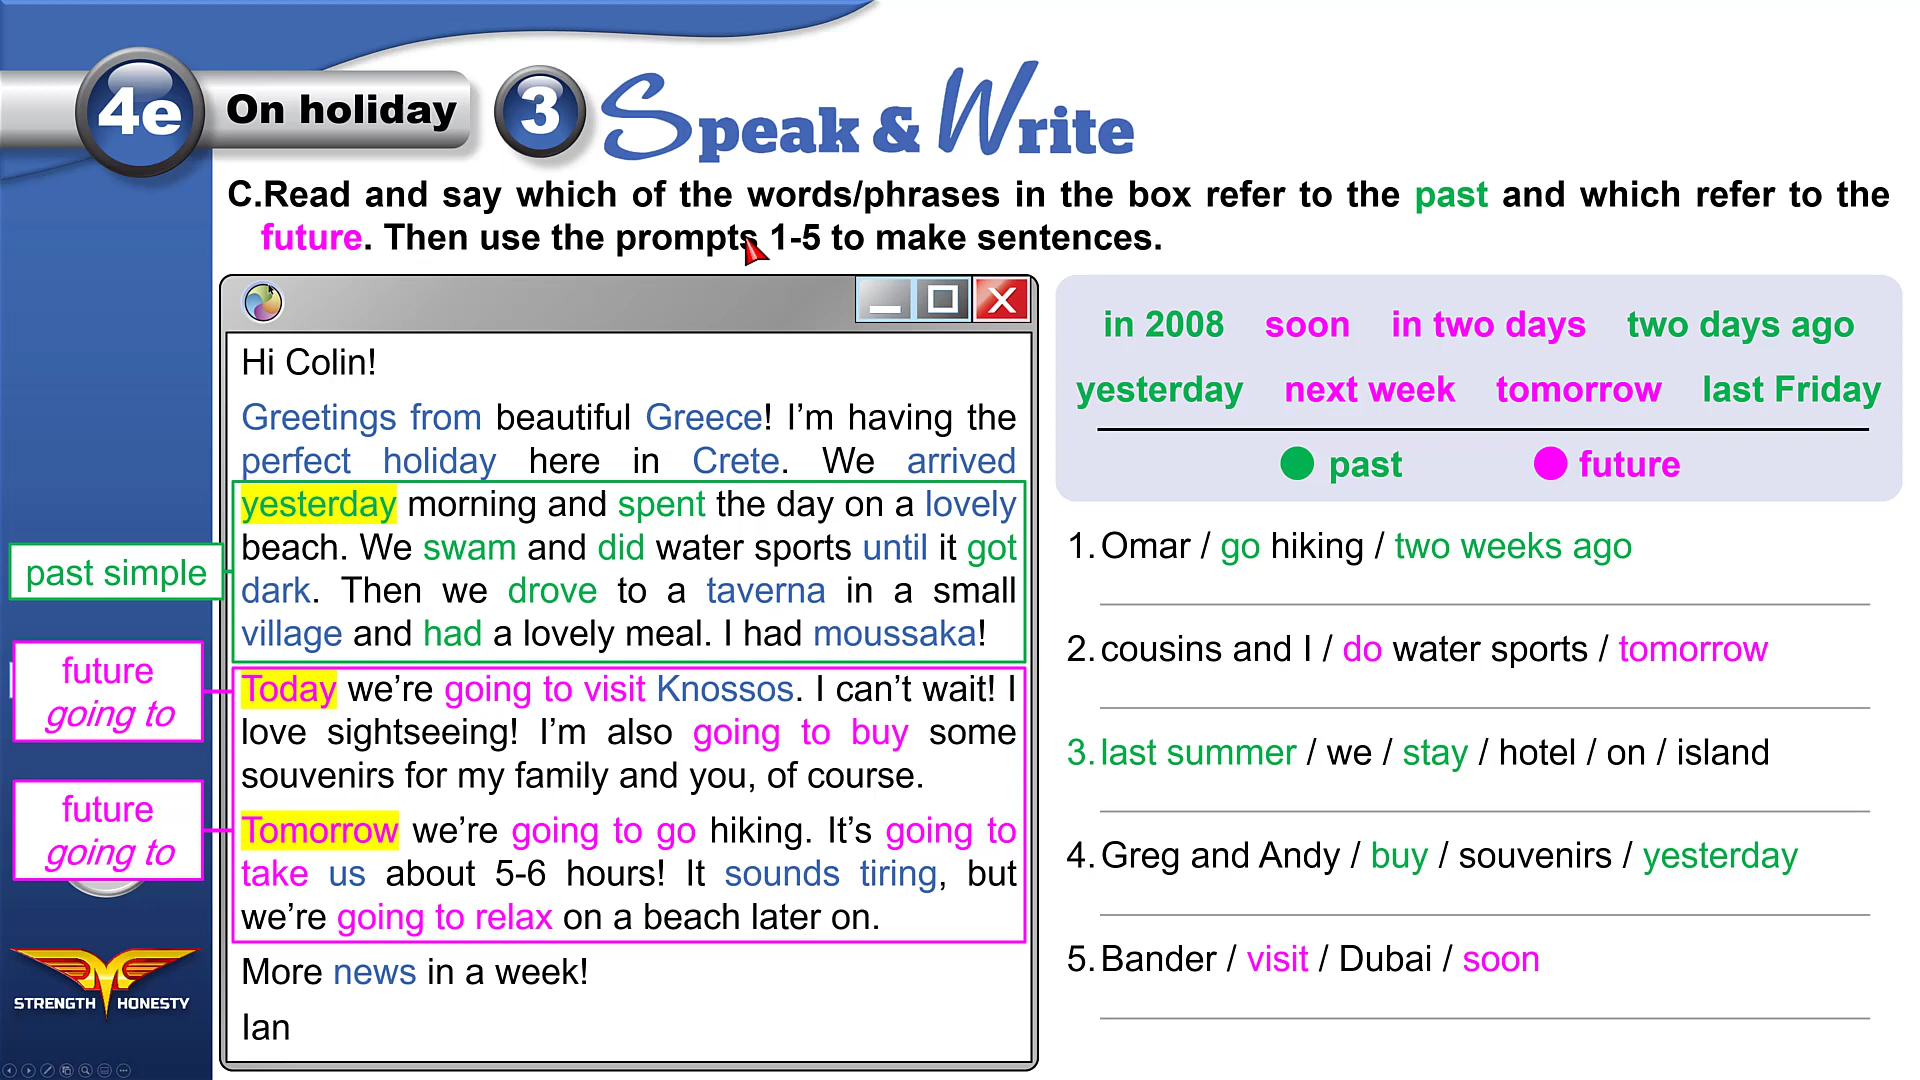 4e On holiday 3 Speak & Write
C.Read and say which of the words/phrases in the box refer to the past and which refer to the
future. Then use the prompts 1-5 to make sentences.
Hi Colin!
Greetings from beautiful Greece! I’m having the
perfect holiday here in Crete. We arrived
yesterday morning and spent the day on a lovely
beach. We swam and did water sports until it got
dark. Then we drove to a taverna in a small
village and had a lovely meal. I had moussaka!
Today we’re going to visit Knossos. I can’t wait! I
love sightseeing! I’m also going to buy some
souvenirs for my family and you, of course.
Tomorrow we’re going to go hiking. It’s going to
take us about 5-6 hours! It sounds tiring, but
we’re going to relax on a beach later on.
More news in a week!
Ian
past simple
future
going to
future
going to
STRENGTH HONESTY
in 2008 soon in two days two days ago
yesterday next week tomorrow last Friday
past future
1. Omar / go hiking / two weeks ago
2. cousins and I / do water sports / tomorrow
3. last summer / we / stay / hotel / on / island
4. Greg and Andy / buy / souvenirs / yesterday
5. Bander / visit / Dubai / soon